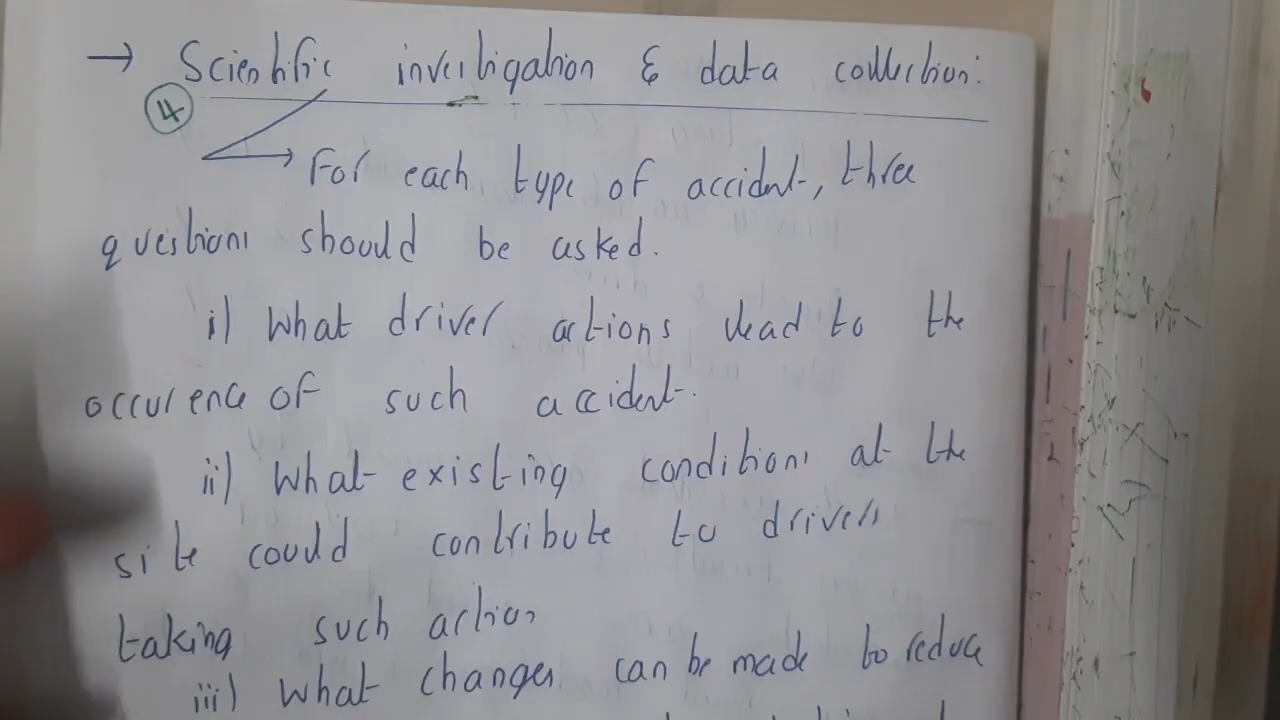 → Scientific investigation & data collection:
④
→ For each type of accident, three
questions should be asked.
i) What driver actions lead to the
occurence of such accident.
ii) What existing conditions at the
site could contribute to drivers
taking such action
iii) What changes can be made to reduce